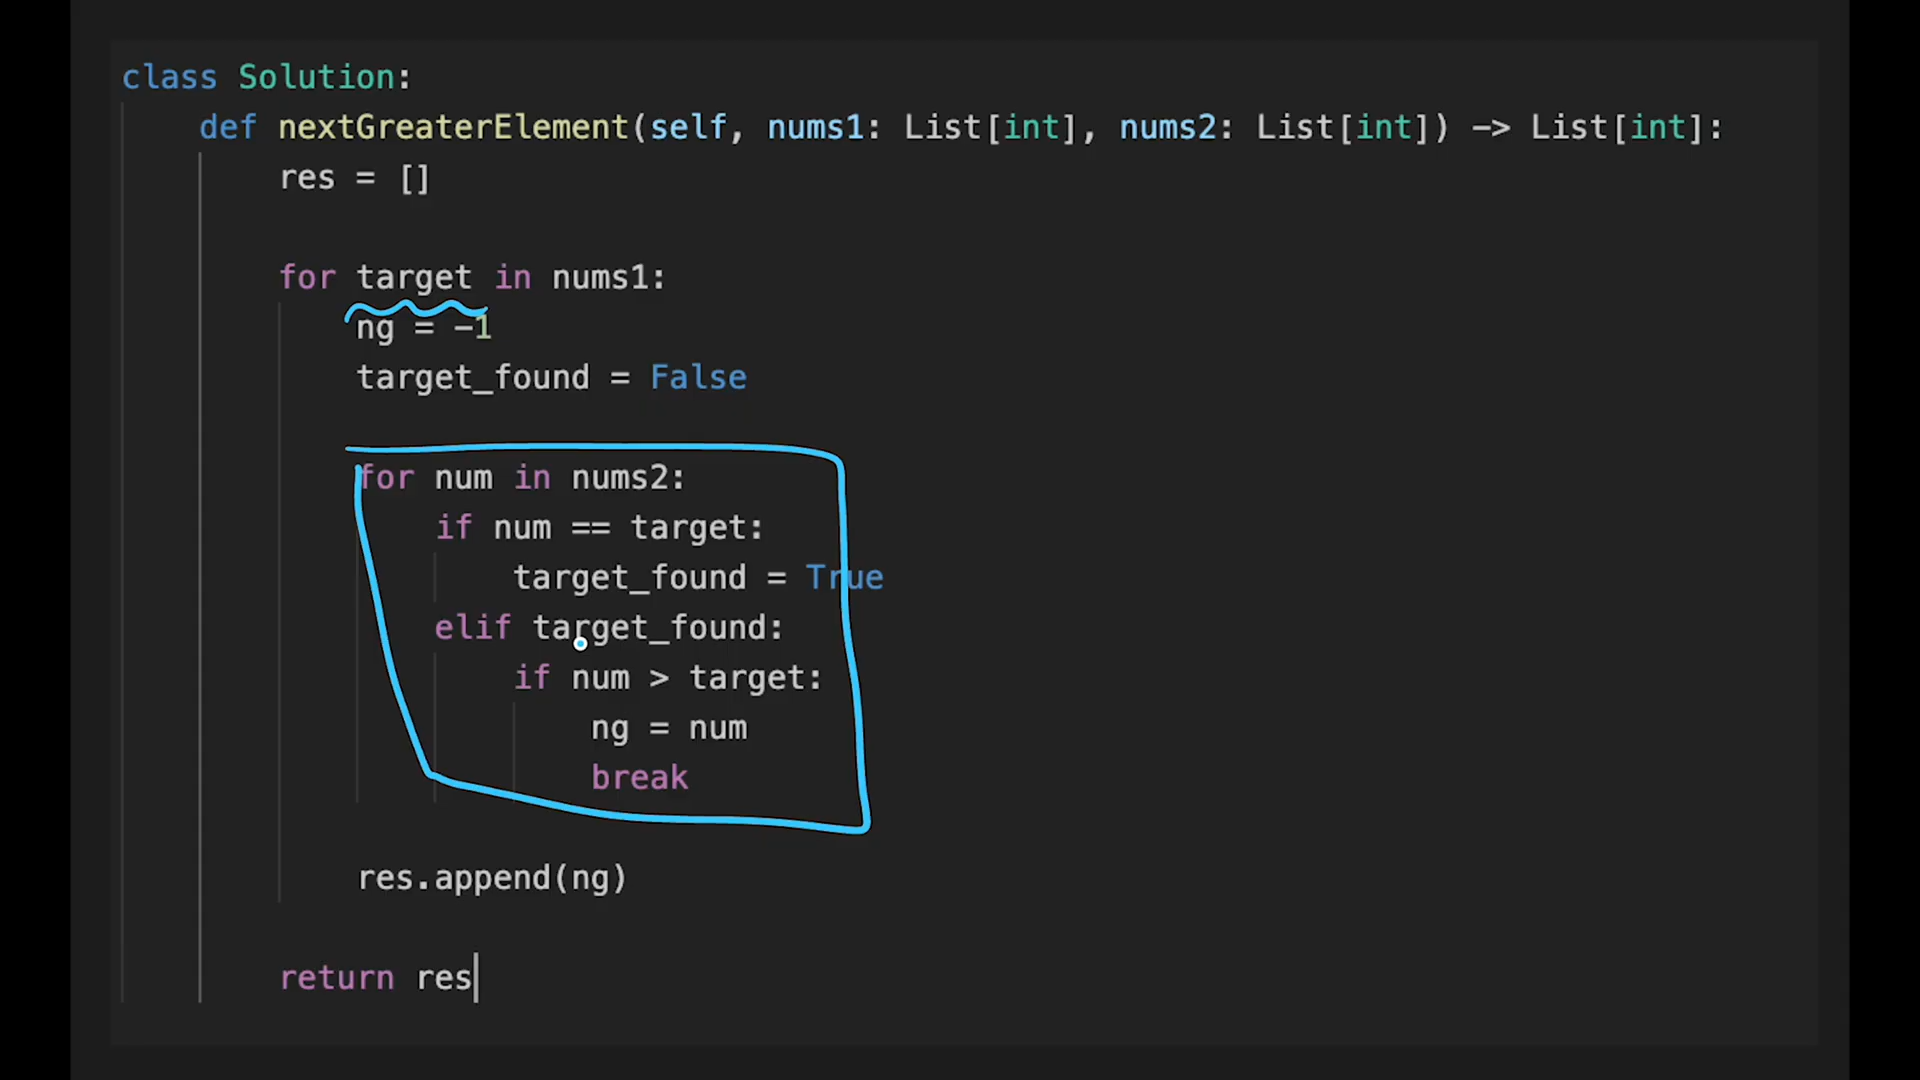 class Solution:
def nextGreaterElement(self, nums1: List[int], nums2: List[int]) -> List[int]:
res = []
for target in nums1:
ng = -1
target_found = False
for num in nums2:
if num == target:
target_found = True
elif target_found:
if num > target:
ng = num
break
res.append(ng)
return res